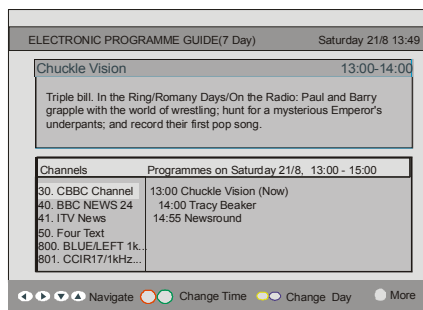 ELECTRONIC PROGRAMME GUIDE(7 Day) Saturday 21/8 13:49
Chuckle Vision 13:00-14:00
Triple bill. In the Ring/Romany Days/On the Radio: Paul and Barry
grapple with the world of wrestling; hunt for a mysterious Emperor's
underpants; and record their first pop song.
Channels Programmes on Saturday 21/8, 13:00 - 15:00
30. CBBC Channel 13:00 Chuckle Vision (Now)
40. BBC NEWS 24 14:00 Tracy Beaker
41. ITV News 14:55 Newsround
50. Four Text
800. BLUE/LEFT 1k...
801. CCIR17/1kHz...
Navigate Change Time Change Day More